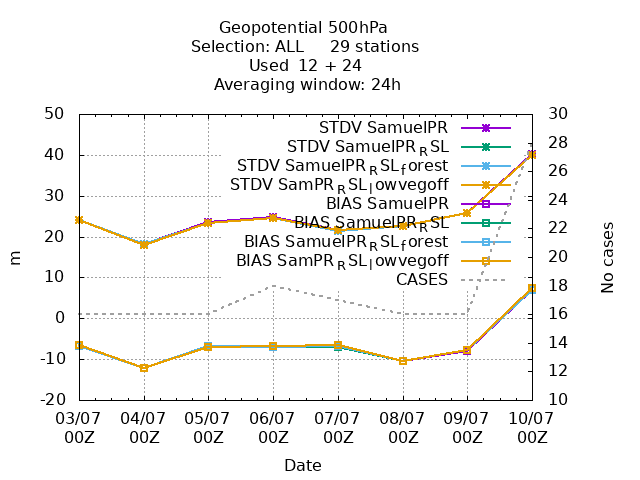 Geopotential 500hPa
Selection: ALL     29 stations
Used  12 + 24
Averaging window: 24h
50
40
30
20
10
0
-10
-20
m
30
28
26
24
22
20
18
16
14
12
10
No cases
STDV SamuelPR
STDV SamuelPR_RSL
STDV SamuelPR_RSL_forest
STDV SamPR_RSL_lowvegoff
BIAS SamuelPR
BIAS SamuelPR_RSL
BIAS SamuelPR_RSL_forest
BIAS SamPR_RSL_lowvegoff
CASES
03/07 04/07 05/07 06/07 07/07 08/07 09/07 10/07
00Z 00Z 00Z 00Z 00Z 00Z 00Z 00Z
Date